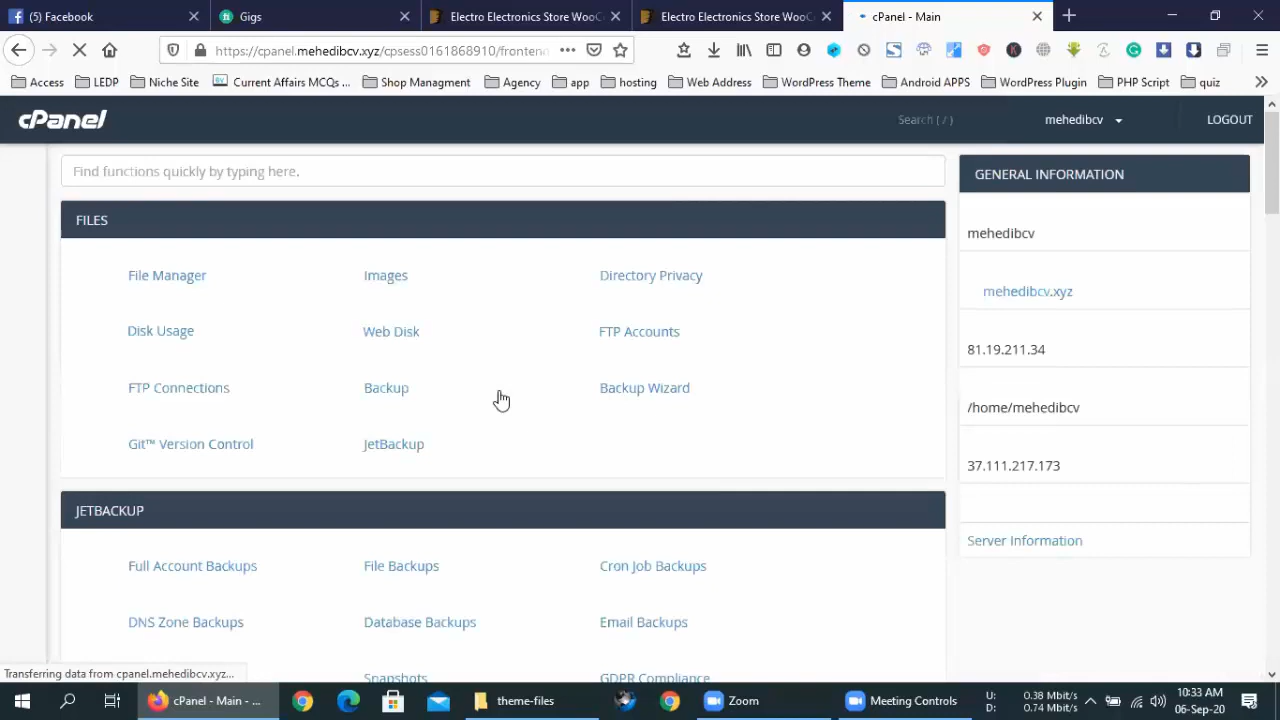 (5) Facebook
Gigs
Electro Electronics Store WooC
Electro Electronics Store WooC
cPanel - Main
https://cpanel.mehedibcv.xyz/cpsess0161868910/fronten
Access
LEDP
Niche Site
Current Affairs MCQs ...
Shop Managment
Agency
app
hosting
Web Address
WordPress Theme
Android APPS
WordPress Plugin
PHP Script
quiz
cPanel
Search ( / )
mehedibcv
LOGOUT
Find functions quickly by typing here.
GENERAL INFORMATION
FILES
mehedibcv
File Manager
Images
Directory Privacy
mehedibcv.xyz
Disk Usage
Web Disk
FTP Accounts
81.19.211.34
FTP Connections
Backup
Backup Wizard
/home/mehedibcv
Git™ Version Control
JetBackup
37.111.217.173
JETBACKUP
Server Information
Full Account Backups
File Backups
Cron Job Backups
DNS Zone Backups
Database Backups
Email Backups
Snapshots
GDPR Compliance
Transferring data from cpanel.mehedibcv.xyz...
cPanel - Main - ...
theme-files
Zoom
Meeting Controls
U: 0.38 Mbit/s
D: 0.74 Mbit/s
10:33 AM
06-Sep-20